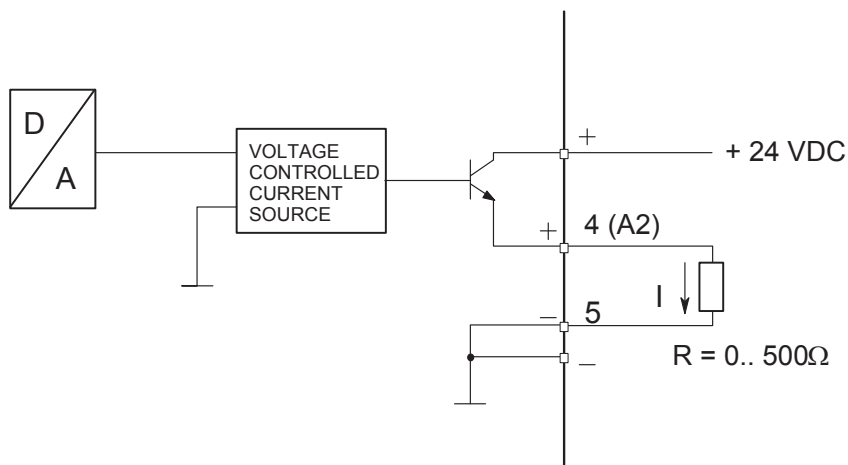 D
A
VOLTAGE
CONTROLLED
CURRENT
SOURCE
+
+ 24 VDC
+
4 (A2)
I
–
5
–
R = 0.. 500Ω